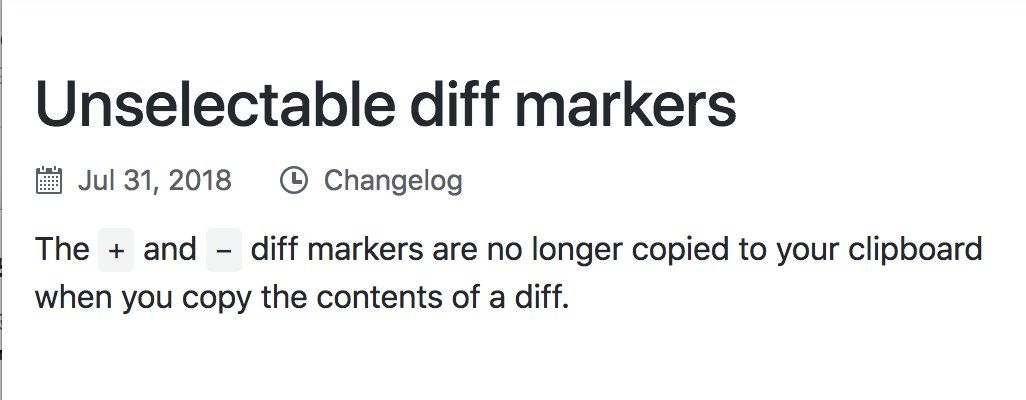 Unselectable diff markers
Jul 31, 2018 Changelog
The + and - diff markers are no longer copied to your clipboard
when you copy the contents of a diff.